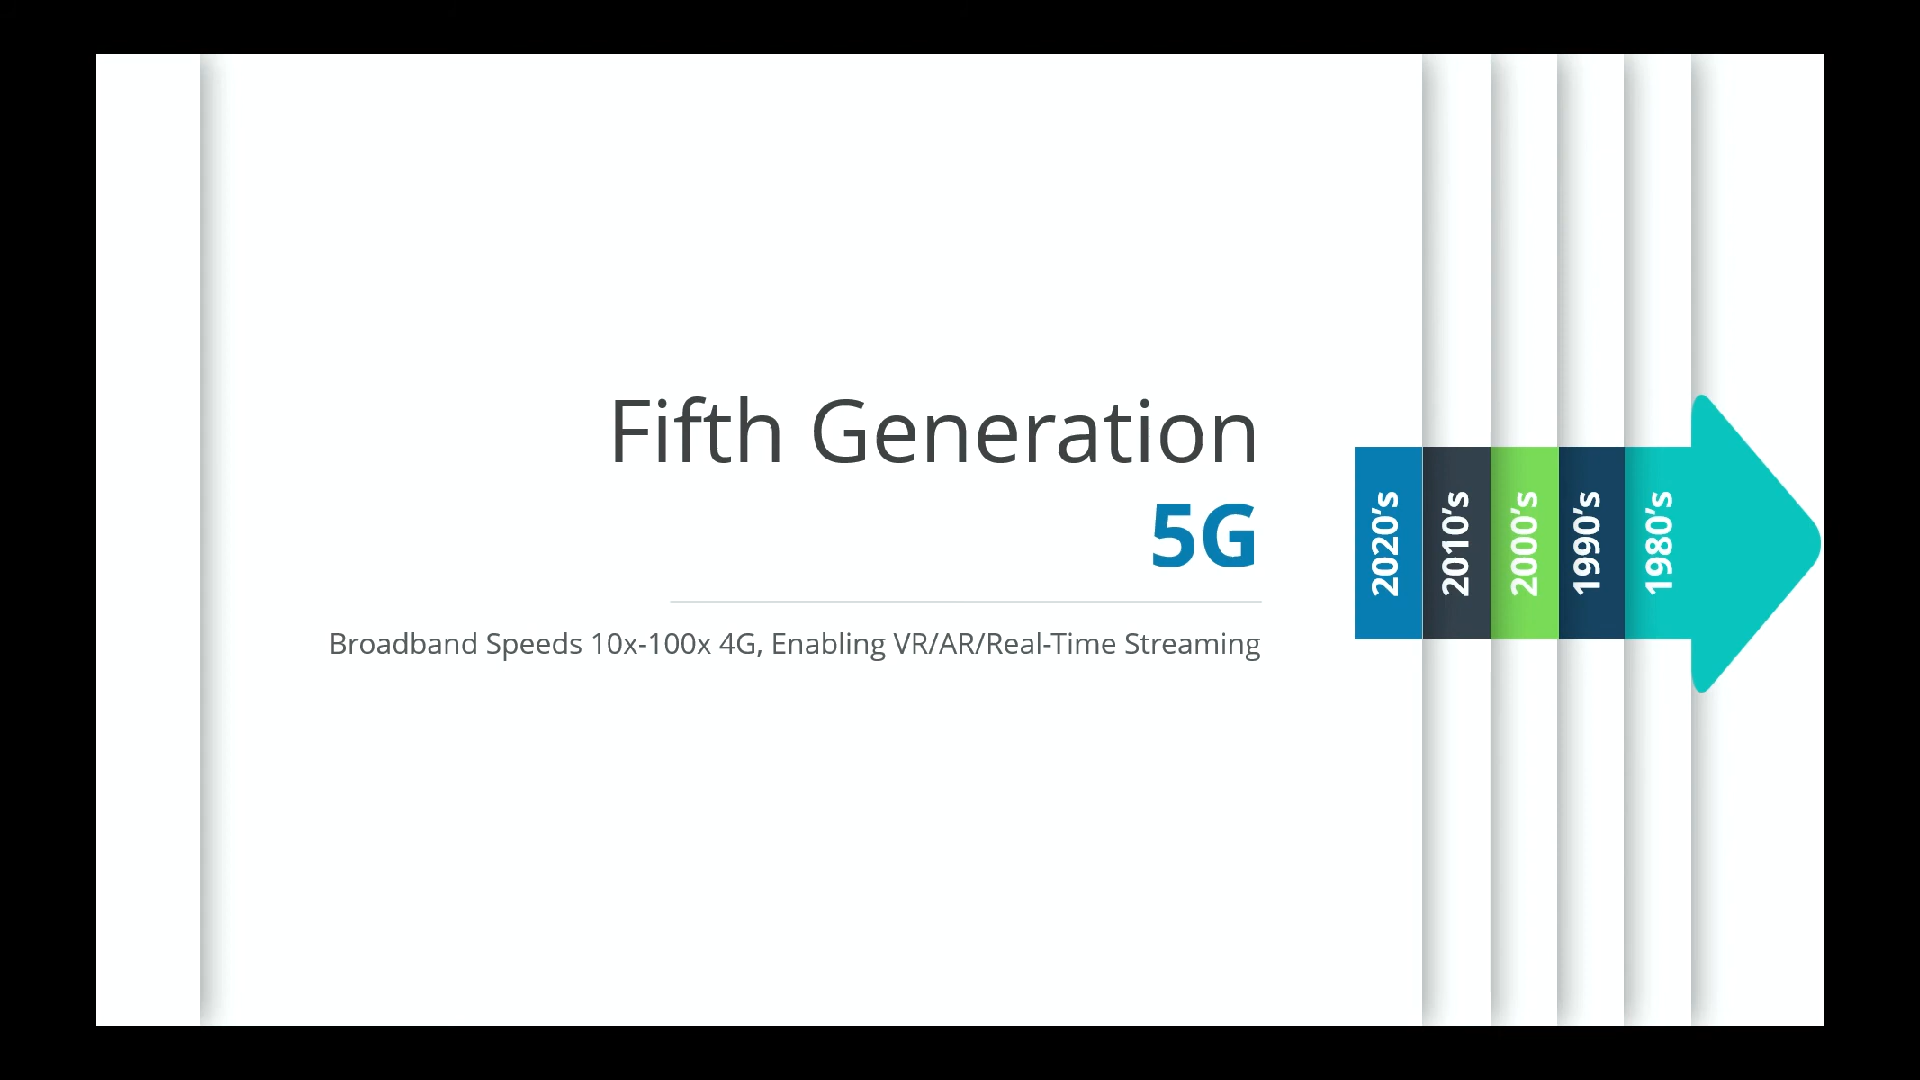 Fifth Generation
5G
Broadband Speeds 10x-100x 4G, Enabling VR/AR/Real-Time Streaming
2020's
2010's
2000's
1990's
1980's